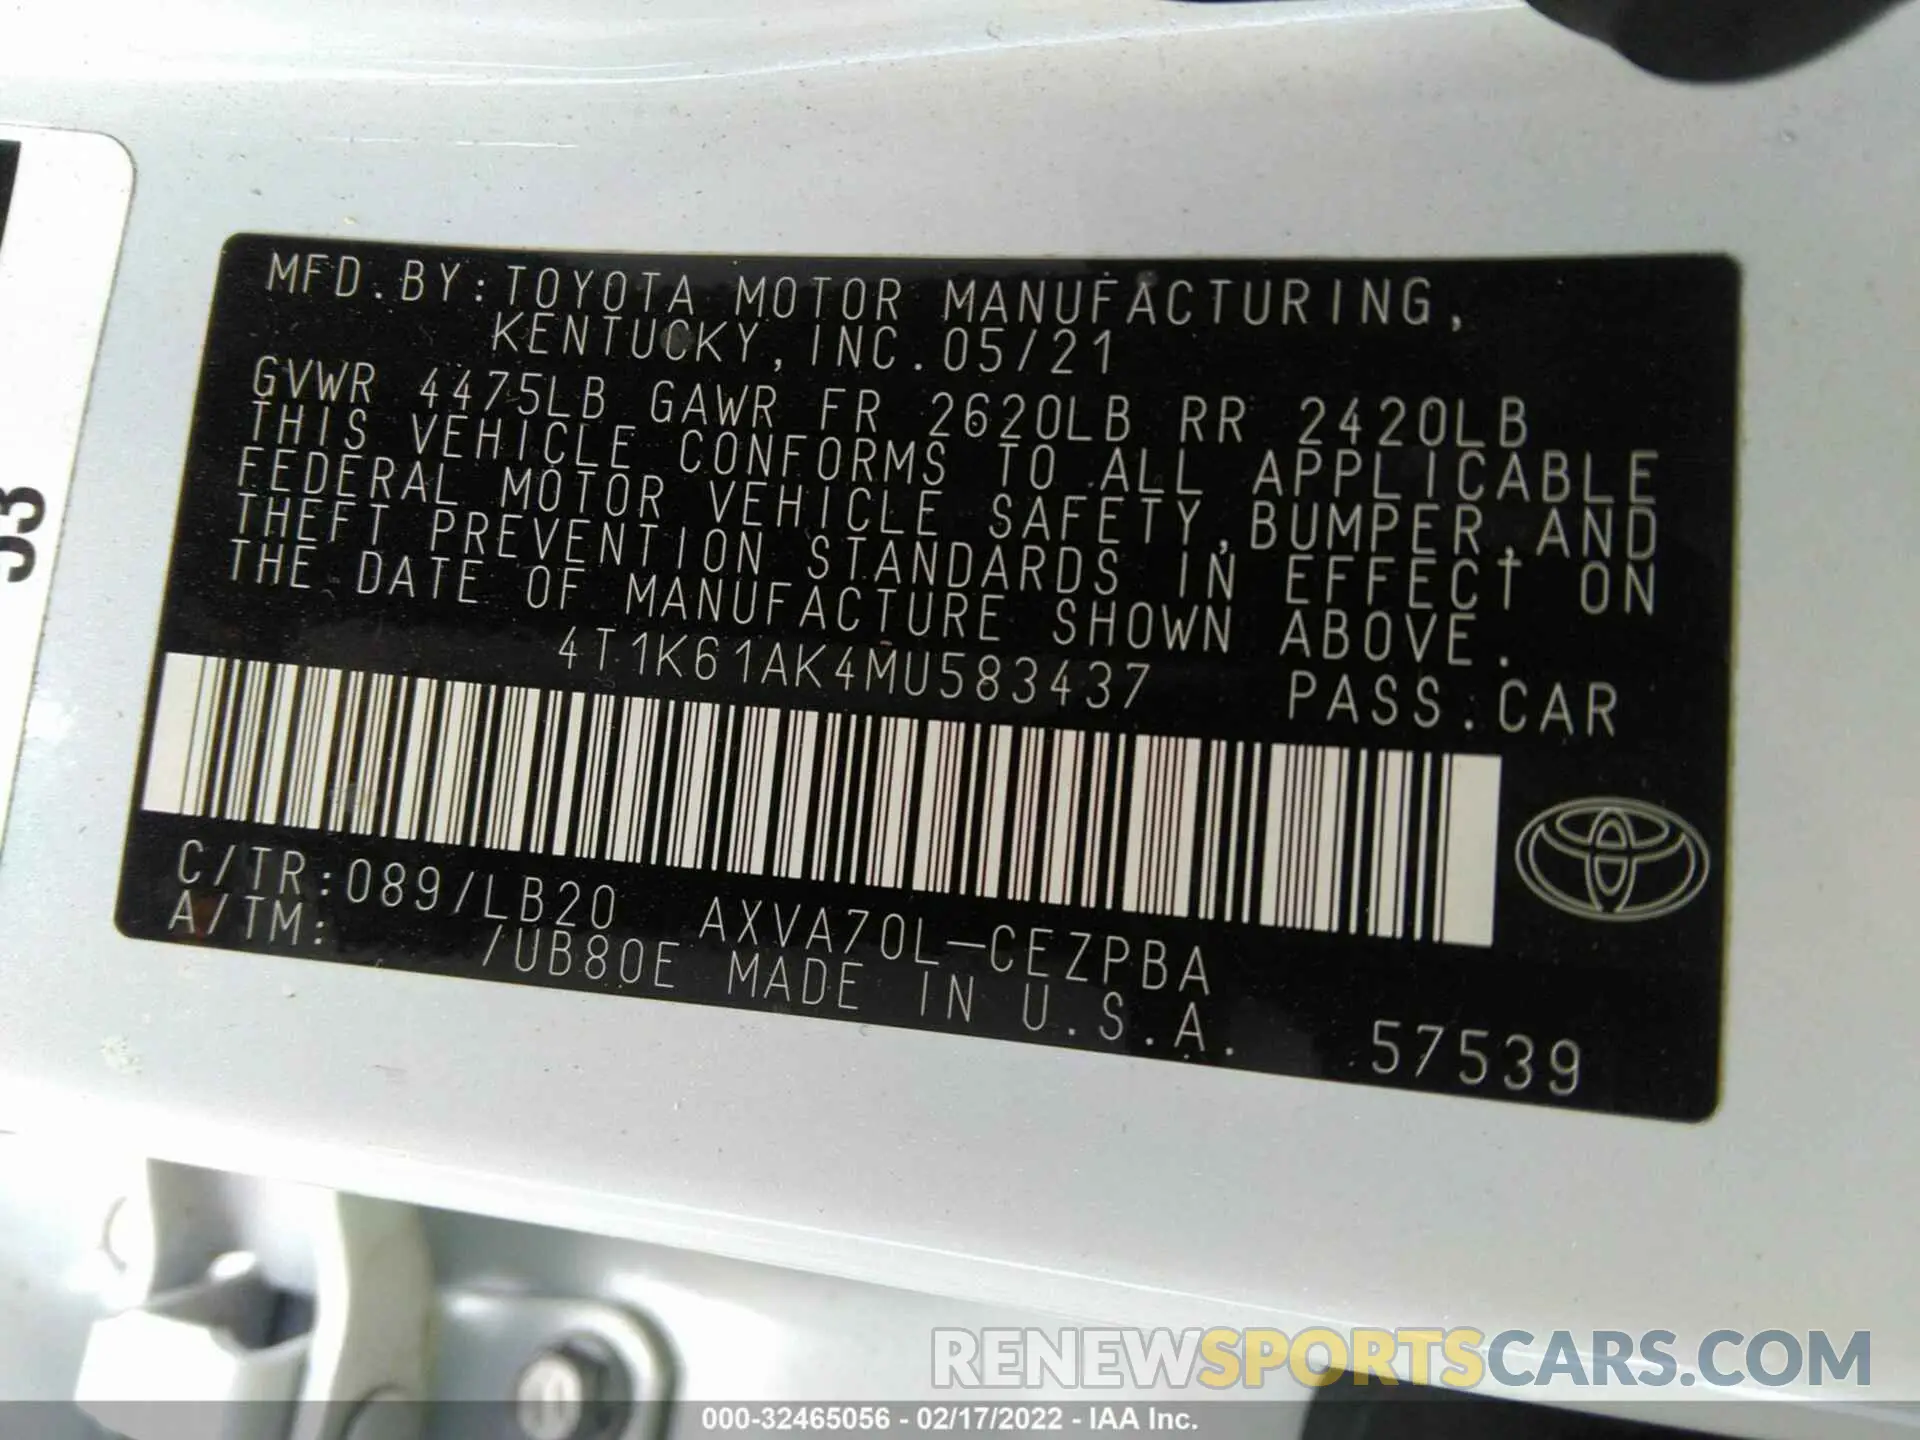 MFD.BY:TOYOTA MOTOR MANUFACTURING,
KENTUCKY,INC.05/21
GVWR 4475LB GAWR FR 2620LB RR 2420LB
THIS VEHICLE CONFORMS TO ALL APPLICABLE
FEDERAL MOTOR VEHICLE SAFETY,BUMPER,AND
THEFT PREVENTION STANDARDS IN EFFECT ON
THE DATE OF MANUFACTURE SHOWN ABOVE.
4T1K61AK4MU583437 PASS.CAR
C/TR:089/LB20 AXVA70L-CEZPBA
A/TM: /UB80E MADE IN U.S.A. 57539
RENEWSPORTSCARS.COM
000-32465056 - 02/17/2022 - IAA Inc.